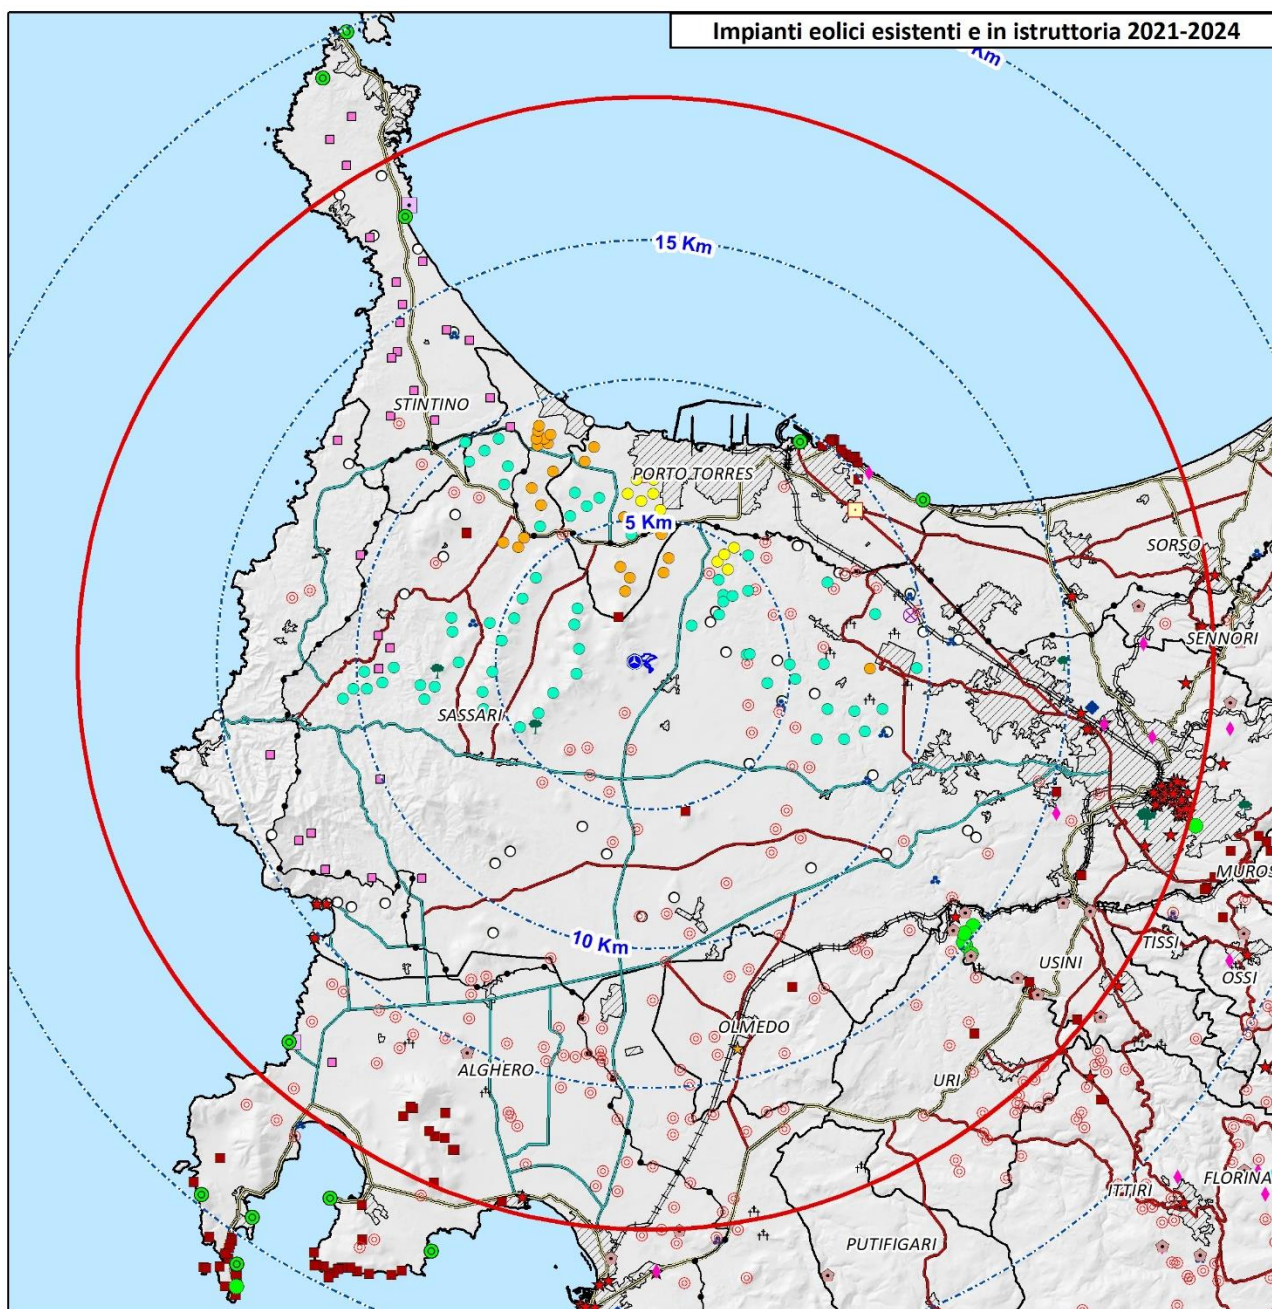 Impianti eolici esistenti e in istruttoria 2021-2024
Km
15 Km
STINTINO
PORTO TORRES
5 Km
SORSO
SENNORI
SASSARI
MUROS
10 Km
TISSI
USINI
OSSI
OLMEDO
ALGHERO
URI
ITTIRI
FLORINA
PUTIFIGARI